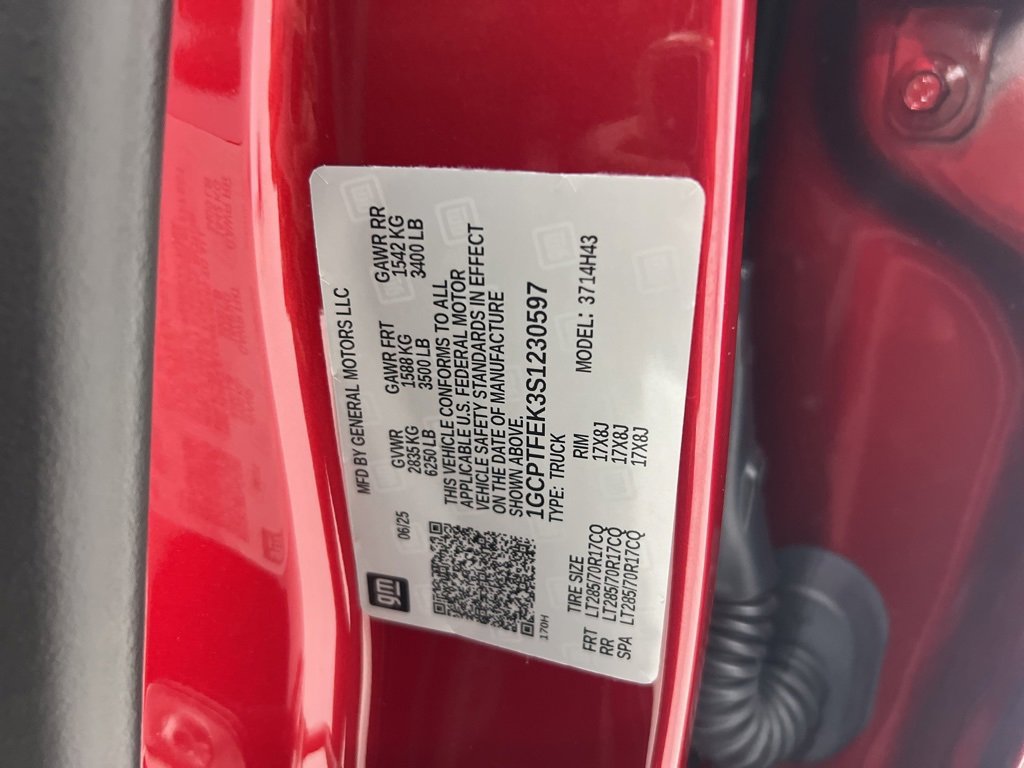 gm
06/25
MFD BY GENERAL MOTORS LLC
GVWR GAWR FRT GAWR RR
2835 KG 1588 KG 1542 KG
6250 LB 3500 LB 3400 LB
THIS VEHICLE CONFORMS TO ALL
APPLICABLE U.S. FEDERAL MOTOR
VEHICLE SAFETY STANDARDS IN EFFECT
ON THE DATE OF MANUFACTURE
SHOWN ABOVE.
1GCPTFEK3S1230597
TYPE: TRUCK MODEL: 3714H43
170H
TIRE SIZE RIM
FRT LT285/70R17CQ 17X8J
RR LT285/70R17CQ 17X8J
SPA LT285/70R17CQ 17X8J